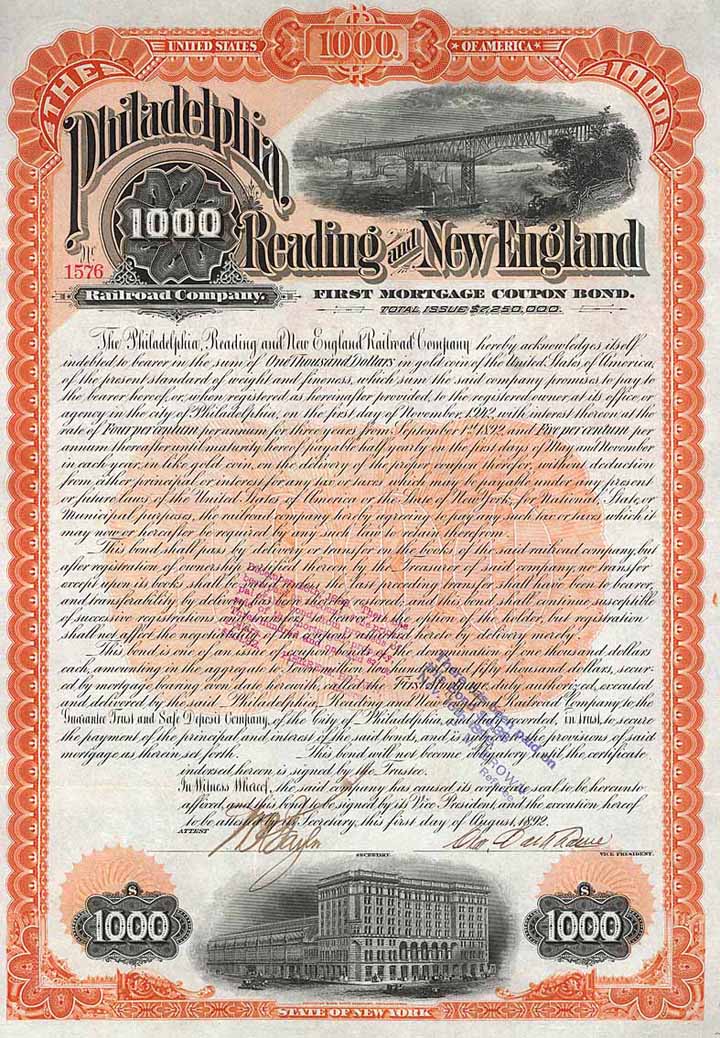 UNITED STATES
1000.
OF AMERICA
THE
1000
Philadelphia,
1000
Nº
1576
Reading and New England
Railroad Company.
FIRST MORTGAGE COUPON BOND.
TOTAL ISSUE $7,250,000.
The Philadelphia, Reading and New England Railroad Company hereby acknowledges itself
indebted to bearer in the sum of One Thousand Dollars in gold coin of the United States of America
of the present standard of weight and fineness, which sum the said company promises to pay to
the bearer hereof, or, when registered as hereinafter provided, to the registered owner at its office or
agency in the city of Philadelphia, on the first day of November, 1942, with interest thereon at the
rate of Four per centum per annum for three years from September 1st 1892, and Five per centum per
annum thereafter until maturity hereof payable half yearly on the first days of May and November
in each year, in like gold coin, on the delivery of the proper coupon therefor, without deduction
from either principal or interest for any tax or taxes which may be payable under any present
or future laws of the United States of America or the State of New York, for National, State, or
Municipal purposes, the railroad company hereby agreeing to pay any such tax or taxes which it
may now or hereafter be required by any such law to retain therefrom.
This bond shall pass by delivery or transfer on the books of the said railroad company, but
after registration of ownership certified thereon by the Treasurer of said company, no transfer
except upon its books shall be valid, unless the last preceding transfer shall have been to bearer,
and transferability by delivery has been thereby restored; and this bond shall continue susceptible
of successive registrations and transfers to bearer at the option of the holder, but registration
shall not affect the negotiability of the coupons annexed hereto by delivery merely.
This bond is one of an issue of coupon bonds of the denomination of one thousand dollars
each, amounting in the aggregate to seven million two hundred and fifty thousand dollars, secur-
ed by mortgage bearing even date herewith, called the "First Mortgage," duly authorized, executed
and delivered by the said Philadelphia, Reading and New England Railroad Company to the
Guarantee Trust and Safe Deposit Company, of the City of Philadelphia, and recorded, in trust, to secure
the payment of the principal and interest of the said bonds, and is subject to the provisions of said
mortgage as therein set forth. This bond will not become obligatory until the certificate
indorsed hereon is signed by the Trustee.
In Witness Whereof, the said company has caused its corporate seal to be hereunto
affixed, and this bond to be signed by its Vice President, and the execution hereof
to be attested by its Secretary, this first day of August, 1892.
There has been paid on
New York
Referee
ATTEST
SECRETARY.
VICE PRESIDENT.
$
1000
$
1000
STATE OF NEW YORK